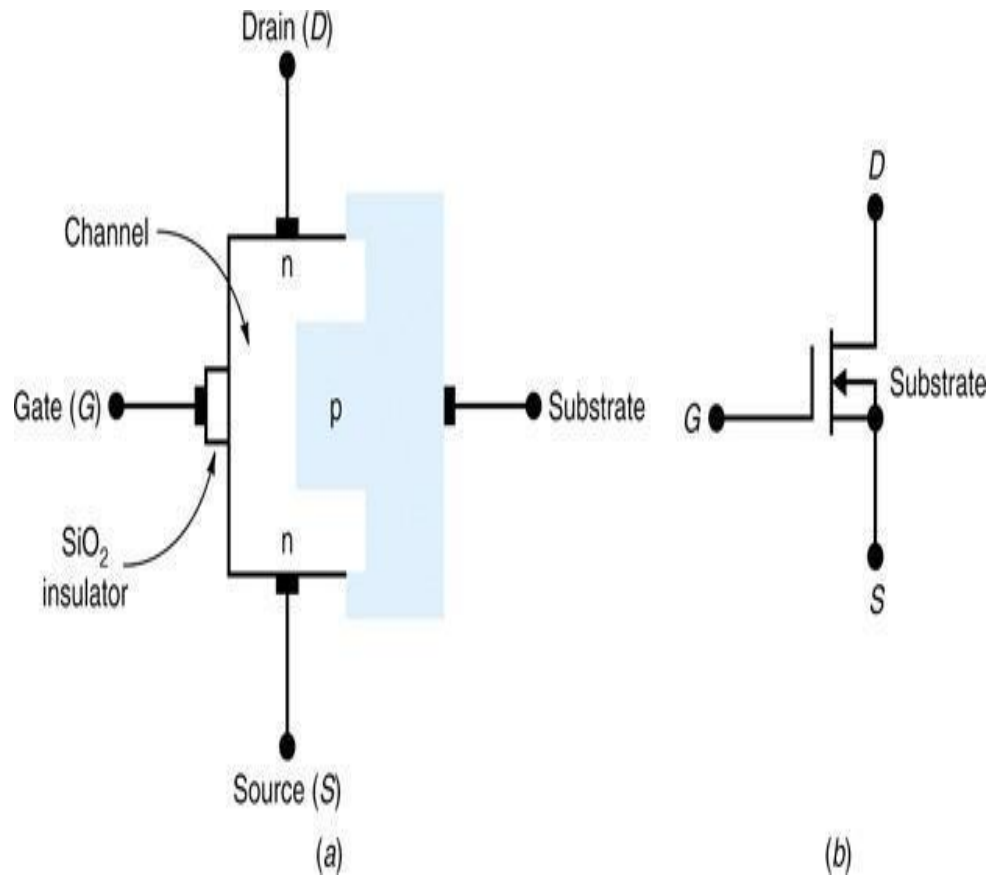 Drain (D)
Channel
n
Gate (G)
p
Substrate
SiO₂
insulator
n
Source (S)
(a)
D
Substrate
G
S
(b)